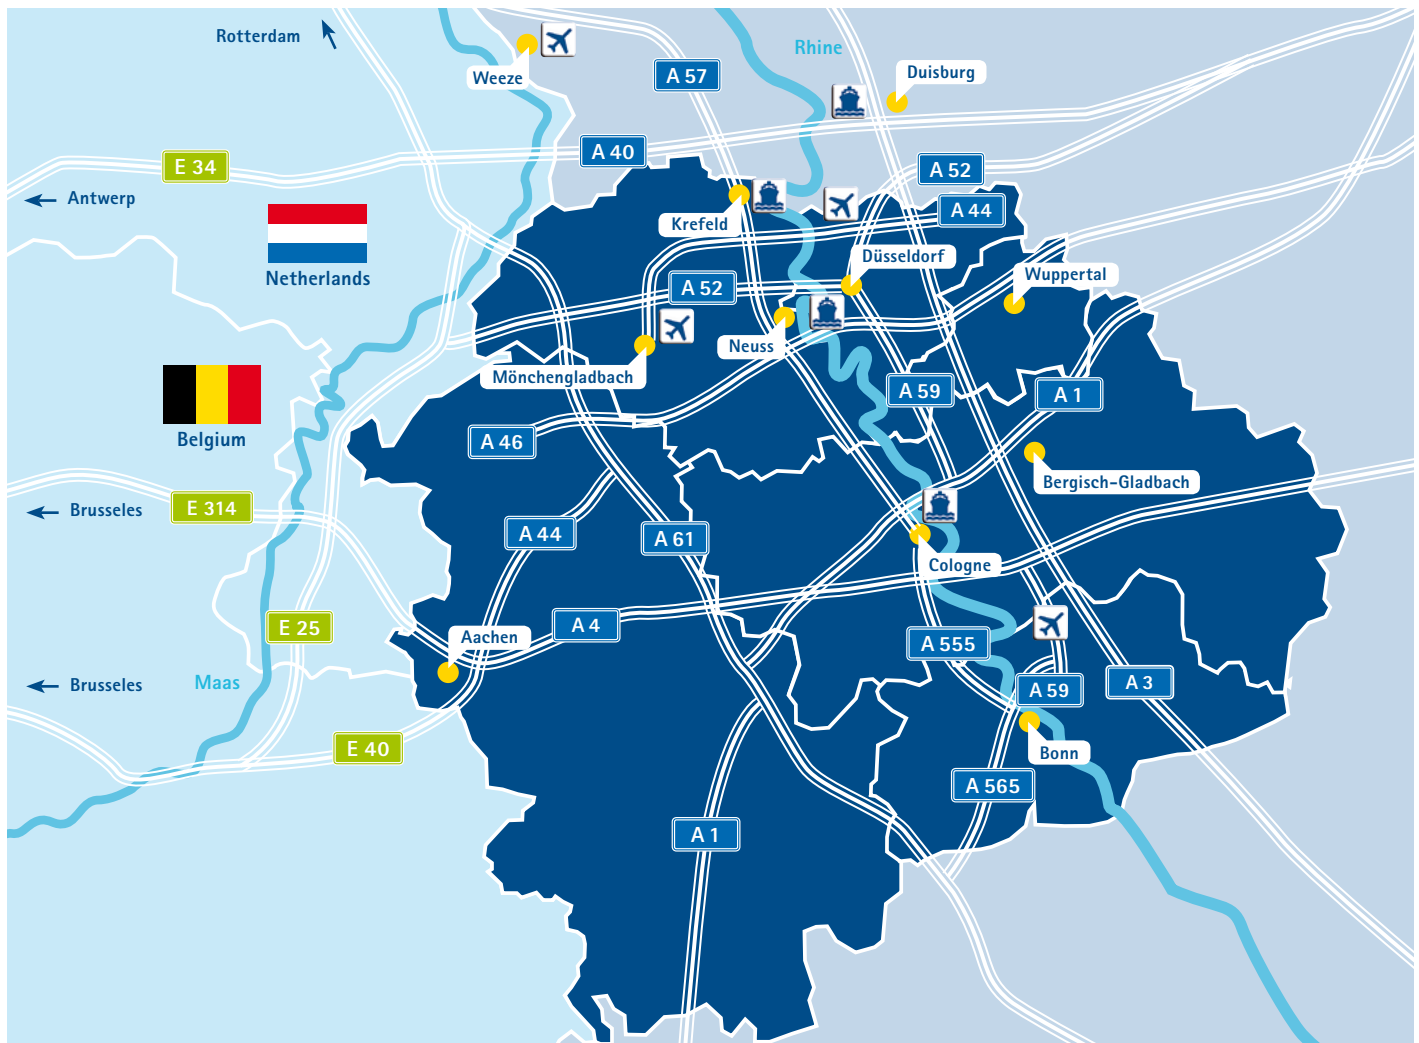 Rotterdam
Weeze
A 57
Rhine
Duisburg
A 40
E 34
A 52
Antwerp
A 44
Krefeld
Netherlands
Düsseldorf
Wuppertal
A 52
Neuss
Mönchengladbach
A 59
A 1
Belgium
A 46
Bergisch-Gladbach
Brusseles
E 314
A 44
A 61
Cologne
E 25
A 4
Aachen
A 555
Brusseles
Maas
A 59
A 3
E 40
Bonn
A 565
A 1